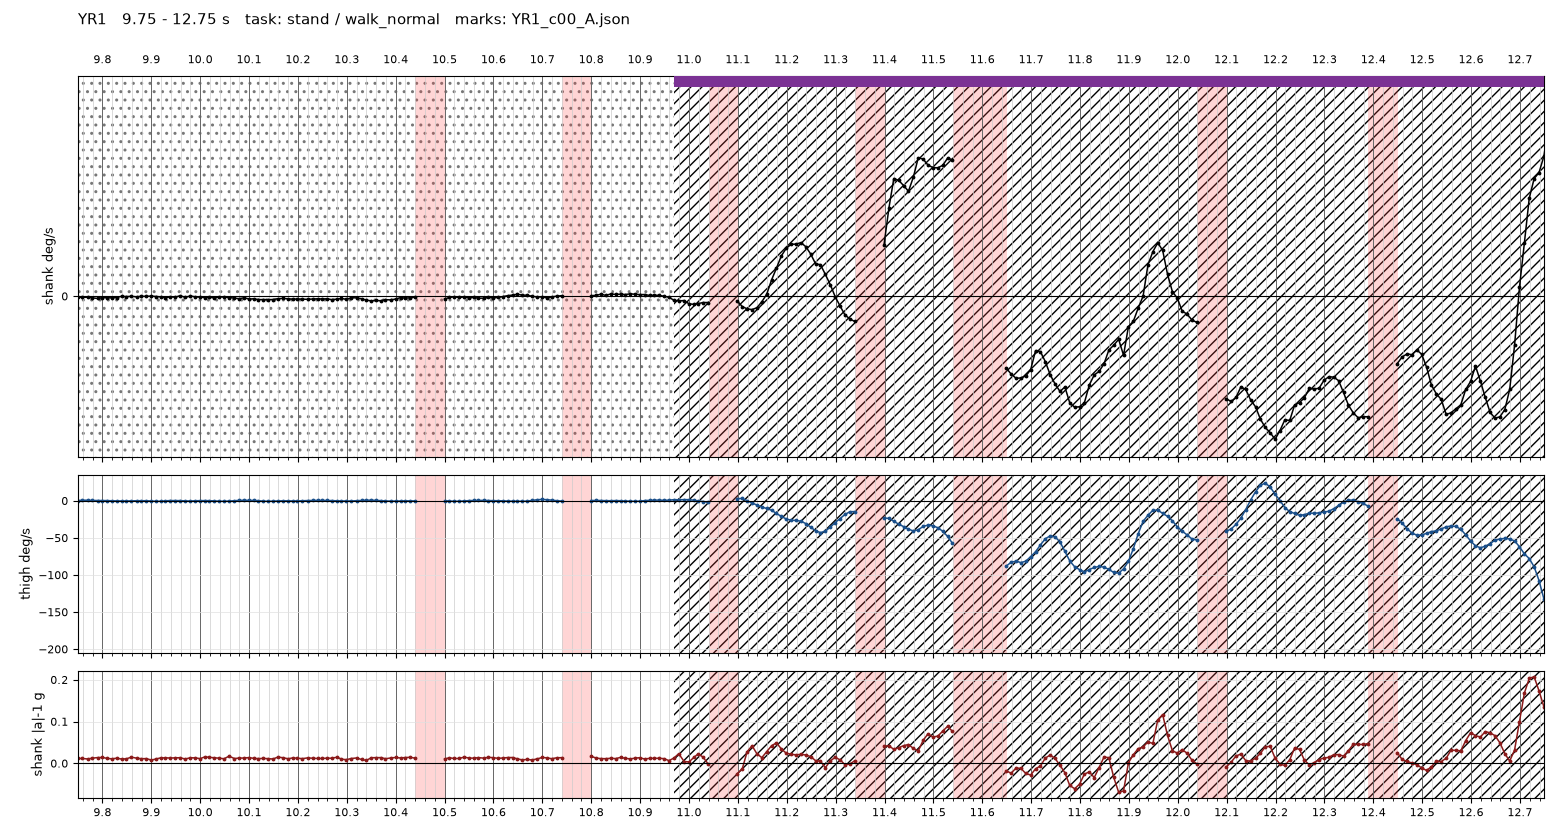 YR1   9.75 - 12.75 s   task: stand / walk_normal   marks: YR1_c00_A.json
9.8 9.9 10.0 10.1 10.2 10.3 10.4 10.5 10.6 10.7 10.8 10.9 11.0 11.1 11.2 11.3 11.4 11.5 11.6 11.7 11.8 11.9 12.0 12.1 12.2 12.3 12.4 12.5 12.6 12.7
shank deg/s
0
thigh deg/s
0
−50
−100
−150
−200
shank |a|-1 g
0.2
0.1
0.0
9.8 9.9 10.0 10.1 10.2 10.3 10.4 10.5 10.6 10.7 10.8 10.9 11.0 11.1 11.2 11.3 11.4 11.5 11.6 11.7 11.8 11.9 12.0 12.1 12.2 12.3 12.4 12.5 12.6 12.7